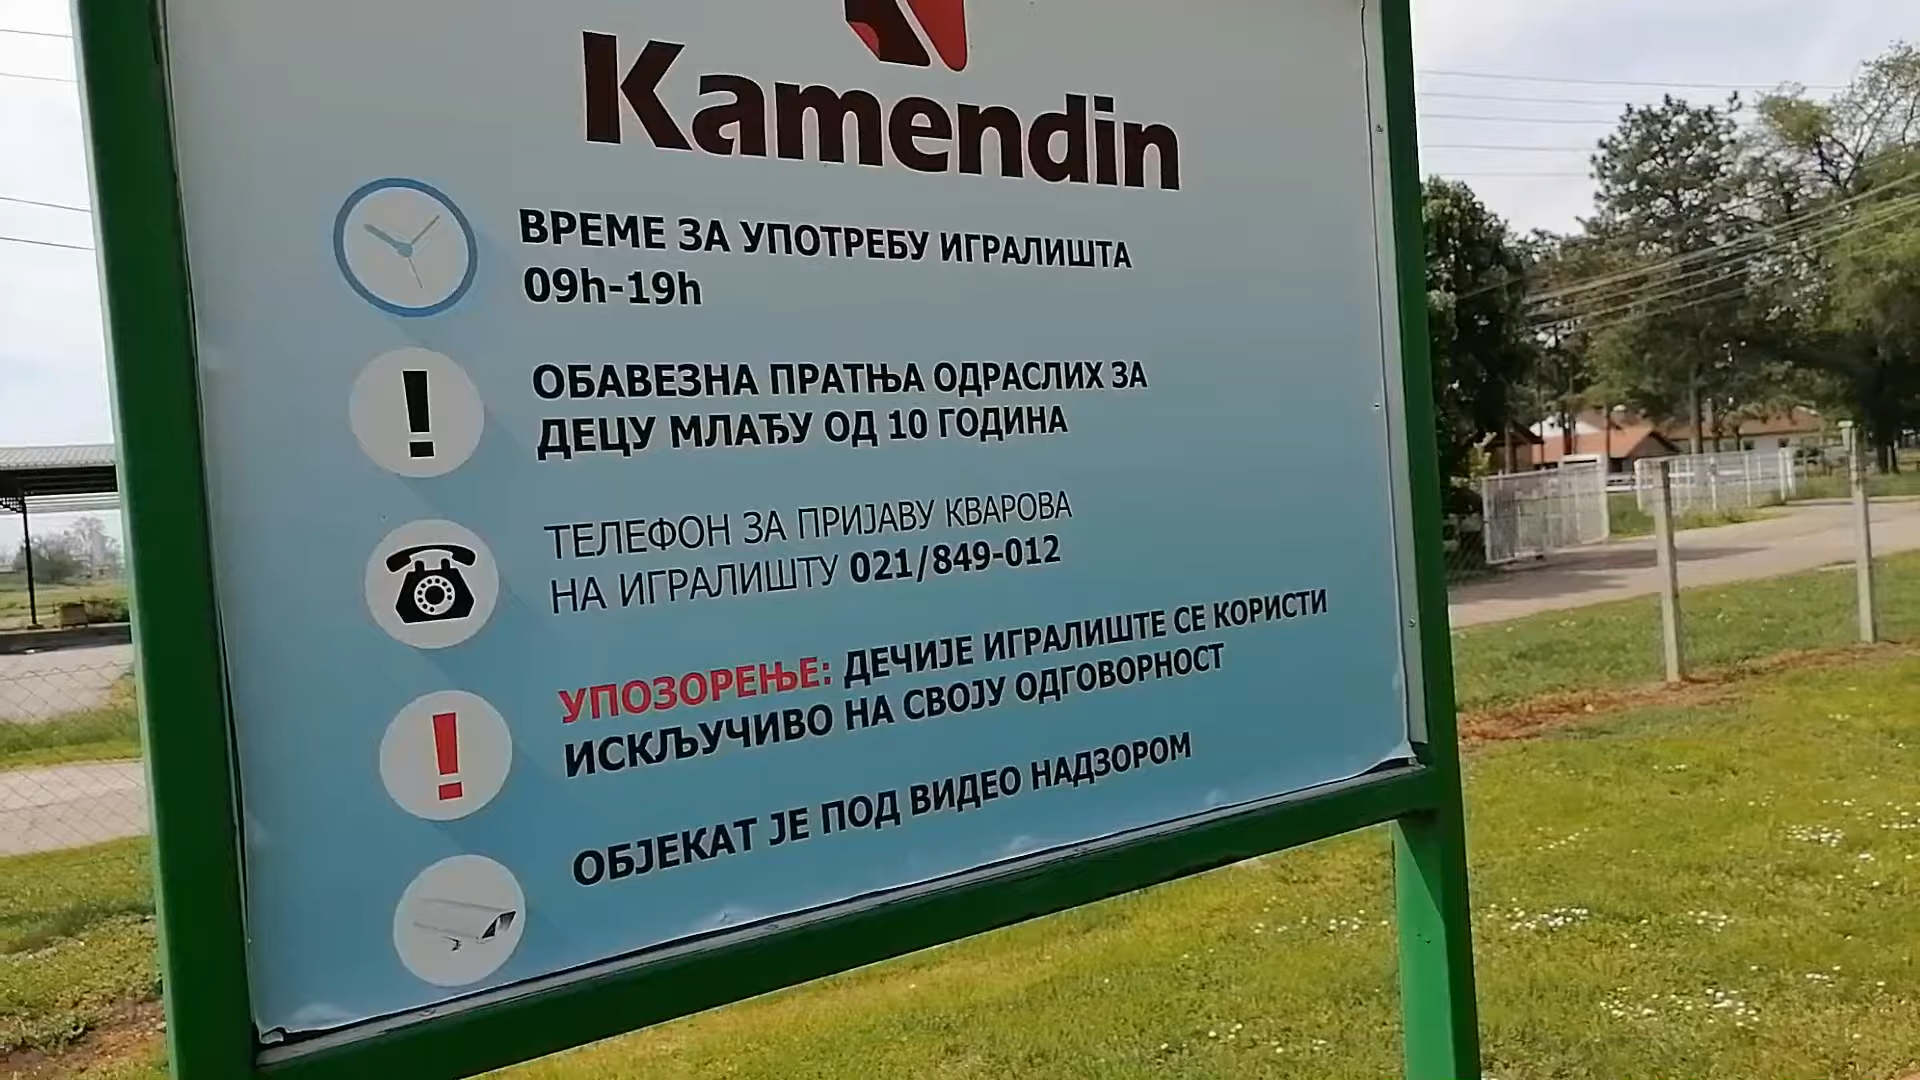 Kamendin
ВРЕМЕ ЗА УПОТРЕБУ ИГРАЛИШТА
09h-19h
ОБАВЕЗНА ПРАТЊА ОДРАСЛИХ ЗА
ДЕЦУ МЛАЂУ ОД 10 ГОДИНА
ТЕЛЕФОН ЗА ПРИЈАВУ КВАРОВА
НА ИГРАЛИШТУ 021/849-012
УПОЗОРЕЊЕ: ДЕЧИЈЕ ИГРАЛИШТЕ СЕ КОРИСТИ
ИСКЉУЧИВО НА СВОЈУ ОДГОВОРНОСТ
ОБЈЕКАТ ЈЕ ПОД ВИДЕО НАДЗОРОМ